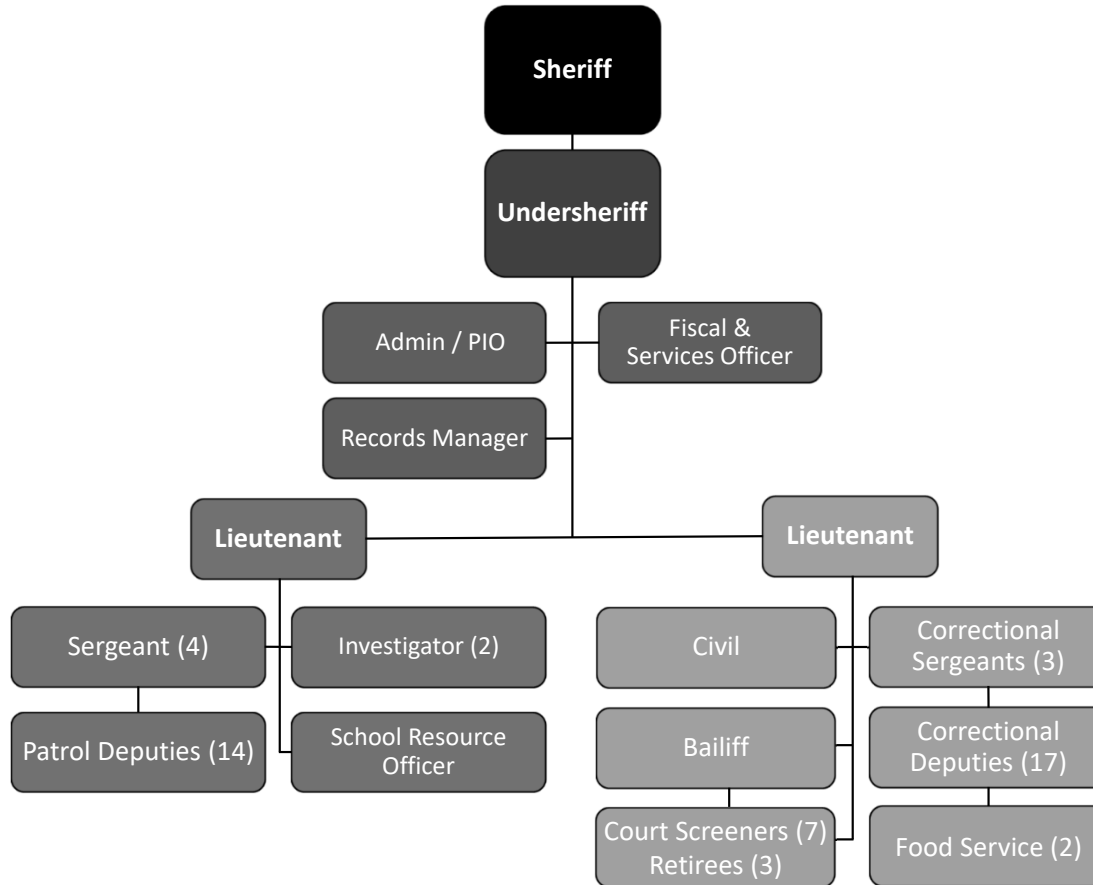 Sheriff
Undersheriff
Admin / PIO
Fiscal &
Services Officer
Records Manager
Lieutenant
Lieutenant
Sergeant (4)
Investigator (2)
Civil
Correctional
Sergeants (3)
Patrol Deputies (14)
School Resource
Officer
Bailiff
Correctional
Deputies (17)
Court Screeners (7)
Retirees (3)
Food Service (2)